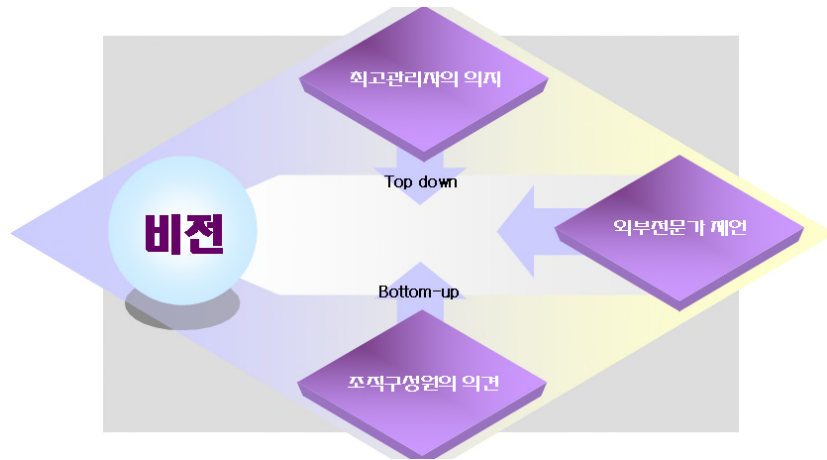 최고관리자의 의지
Top down
비전
외부전문가 제언
Bottom-up
조직구성원의 의견